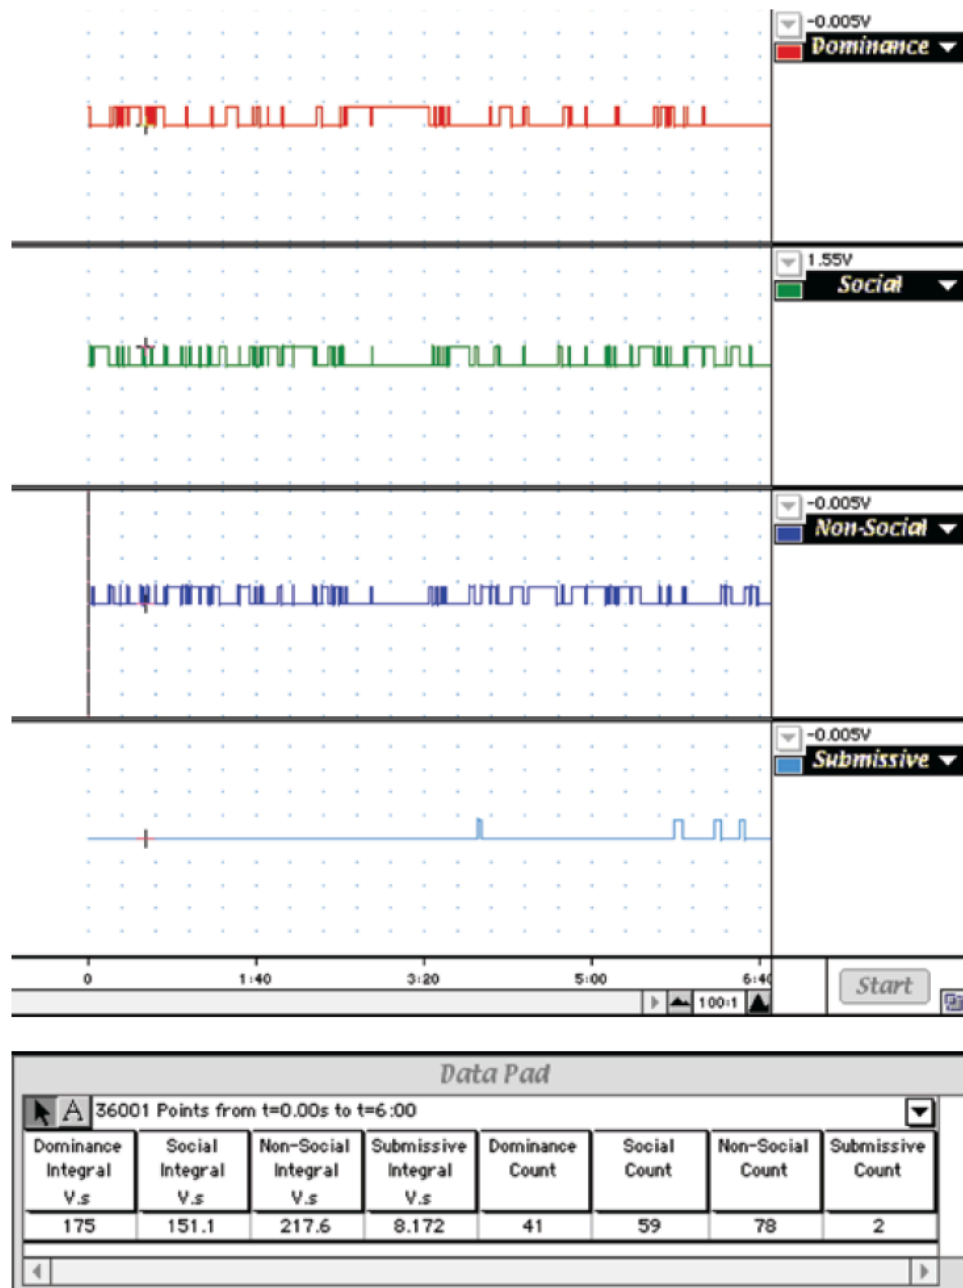 -0.005V
Dominance
1.55V
Social
-0.005V
Non-Social
-0.005V
Submissive
0 1:40 3:20 5:00 6:40
Start
100:1
Data Pad
A 36001 Points from t=0.00s to t=6:00
Dominance Integral V.s Social Integral V.s Non-Social Integral V.s Submissive Integral V.s Dominance Count Social Count Non-Social Count Submissive Count
175 151.1 217.6 8.172 41 59 78 2